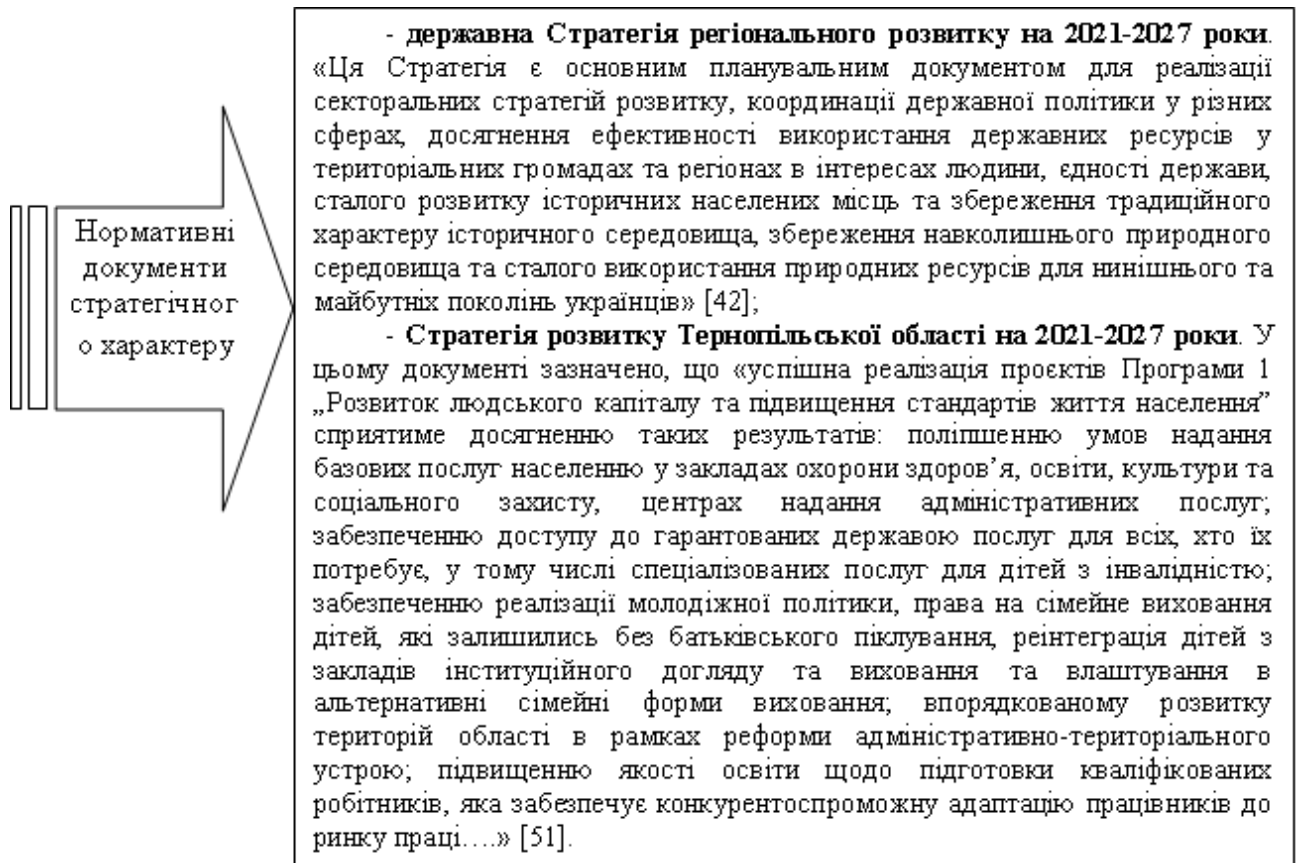 Нормативні
документи
стратегічног
о характеру
- державна Стратегія регіонального розвитку на 2021-2027 роки.
«Ця Стратегія є основним планувальним документом для реалізації
секторальних стратегій розвитку, координації державної політики у різних
сферах, досягнення ефективності використання державних ресурсів у
територіальних громадах та регіонах в інтересах людини, єдності держави,
сталого розвитку історичних населених місць та збереження традиційного
характеру історичного середовища, збереження навколишнього природного
середовища та сталого використання природних ресурсів для нинішнього та
майбутніх поколінь українців» [42];
- Стратегія розвитку Тернопільської області на 2021-2027 роки. У
цьому документі зазначено, що «успішна реалізація проєктів Програми 1
„Розвиток людського капіталу та підвищення стандартів життя населення”
сприятиме досягненню таких результатів: поліпшенню умов надання
базових послуг населенню у закладах охорони здоров’я, освіти, культури та
соціального захисту, центрах надання адміністративних послуг;
забезпеченню доступу до гарантованих державою послуг для всіх, хто їх
потребує, у тому числі спеціалізованих послуг для дітей з інвалідністю;
забезпеченню реалізації молодіжної політики, права на сімейне виховання
дітей, які залишились без батьківського піклування, реінтеграція дітей з
закладів інституційного догляду та виховання та влаштування в
альтернативні сімейні форми виховання; впорядкованому розвитку
територій області в рамках реформи адміністративно-територіального
устрою; підвищенню якості освіти щодо підготовки кваліфікованих
робітників, яка забезпечує конкурентоспроможну адаптацію працівників до
ринку праці….» [51].